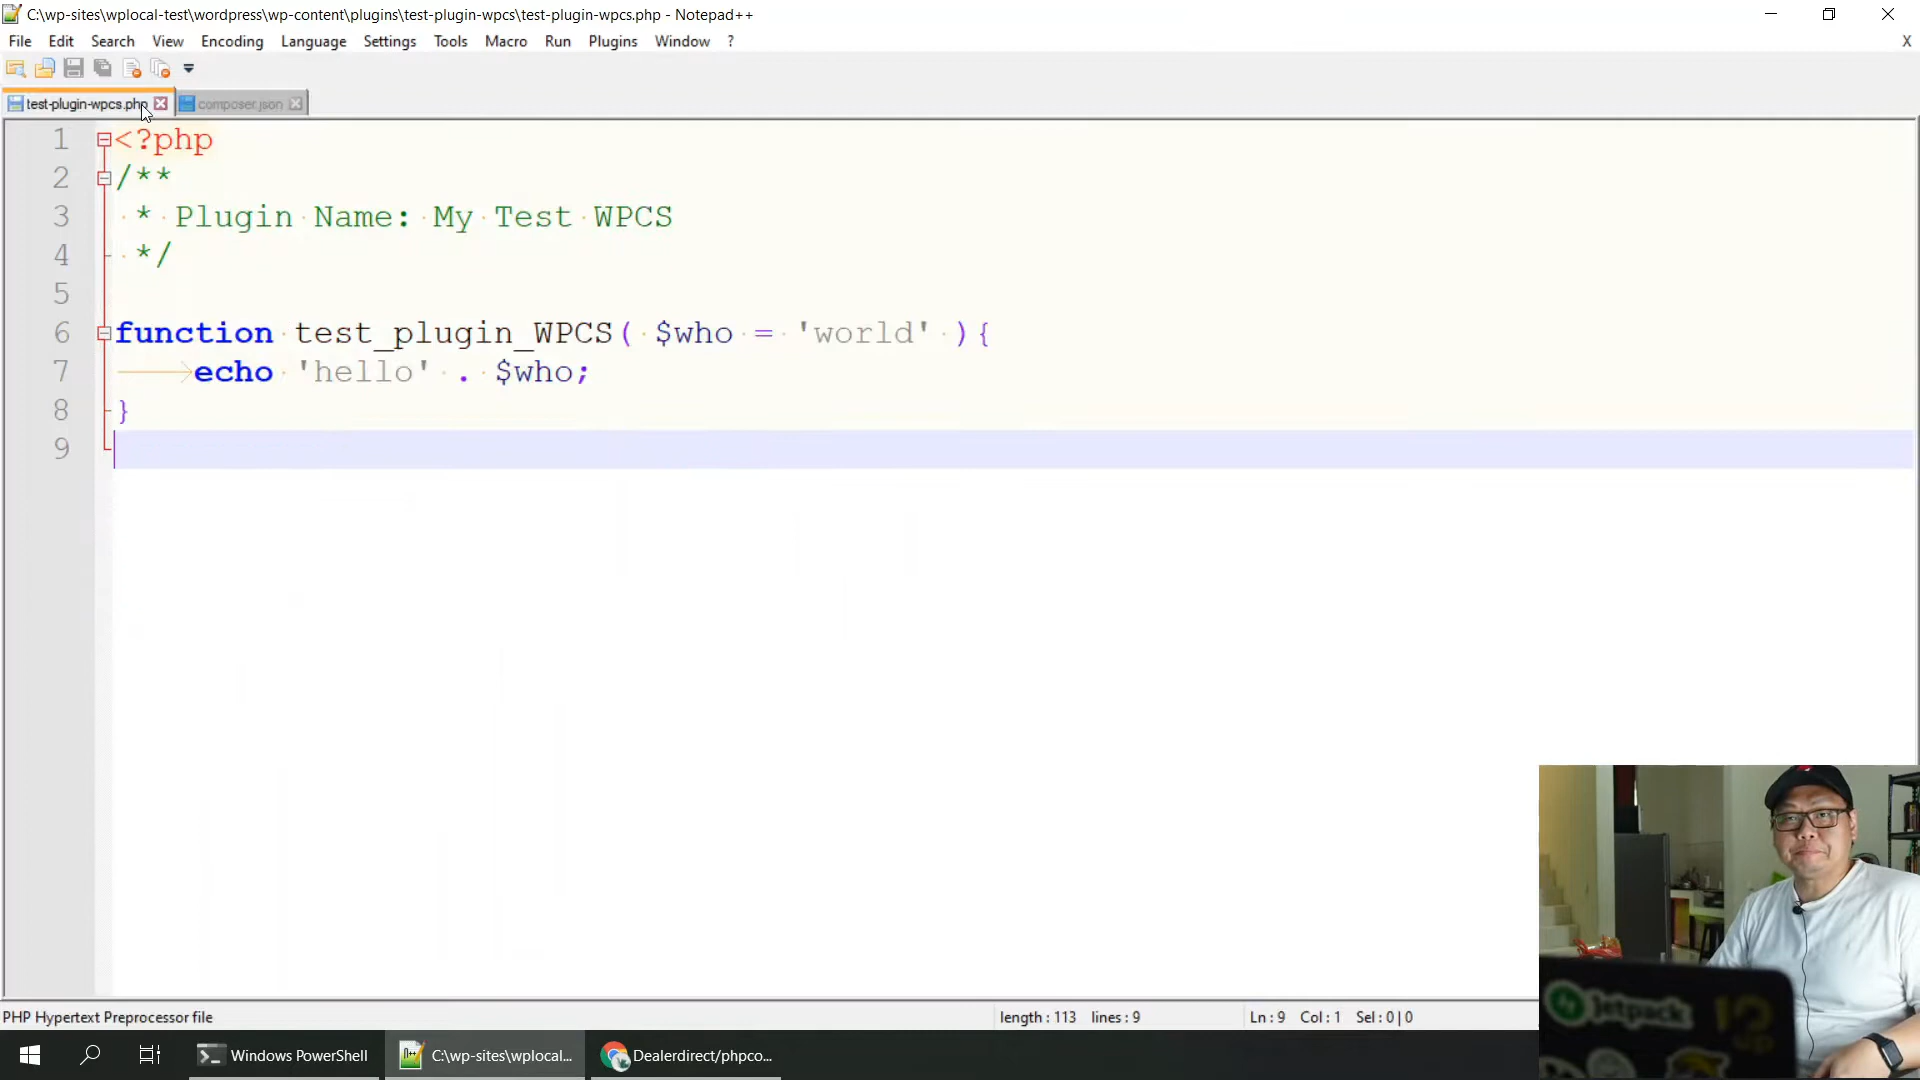 C:\wp-sites\wplocal-test\wordpress\wp-content\plugins\test-plugin-wpcs\test-plugin-wpcs.php - Notepad++
File Edit Search View Encoding Language Settings Tools Macro Run Plugins Window ? X
test-plugin-wpcs.php composer.json
1 <?php
2 /**
3 * Plugin Name: My Test WPCS
4 */
5
6 function test_plugin_WPCS( $who = 'world' ){
7 echo 'hello' . $who;
8 }
9
PHP Hypertext Preprocessor file length : 113 lines : 9 Ln : 9 Col : 1 Sel : 0 | 0
Jetpack
Windows PowerShell C:\wp-sites\wplocal... Dealerdirect/phpco...